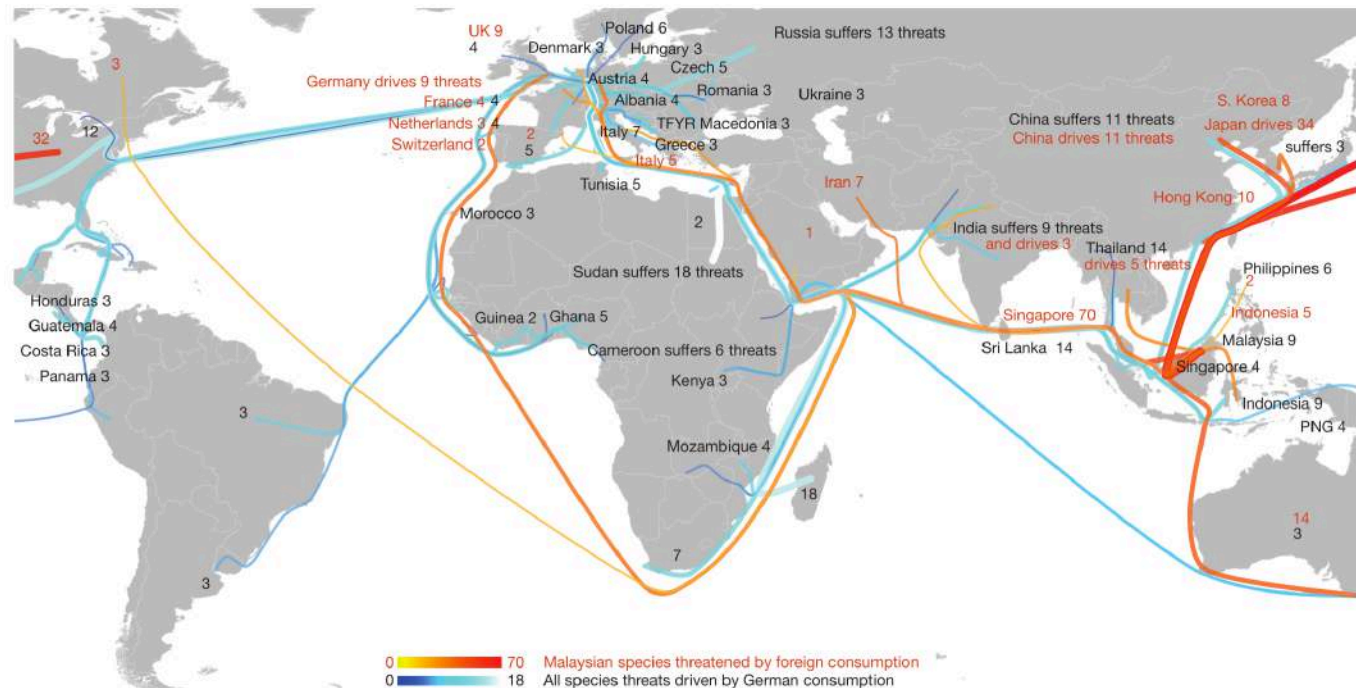 UK 9
4
Poland 6
Denmark 3
Hungary 3
Russia suffers 13 threats
3
Germany drives 9 threats
Austria 4
Czech 5
France 4 4
Albania 4
Romania 3
Ukraine 3
S. Korea 8
32
12
Netherlands 3 4
2
Italy 7
TFYR Macedonia 3
China suffers 11 threats
Japan drives 34
Switzerland 2
5
Greece 3
China drives 11 threats
suffers 3
Italy 5
Tunisia 5
Iran 7
Hong Kong 10
Morocco 3
2
1
India suffers 9 threats
and drives 3
Thailand 14
drives 5 threats
Sudan suffers 18 threats
Philippines 6
2
Honduras 3
Guinea 2
Ghana 5
Singapore 70
Indonesia 5
Guatemala 4
Malaysia 9
Costa Rica 3
Cameroon suffers 6 threats
Sri Lanka 14
Singapore 4
Panama 3
Kenya 3
Indonesia 9
3
PNG 4
Mozambique 4
18
14
3
7
3
0 70 Malaysian species threatened by foreign consumption
0 18 All species threats driven by German consumption